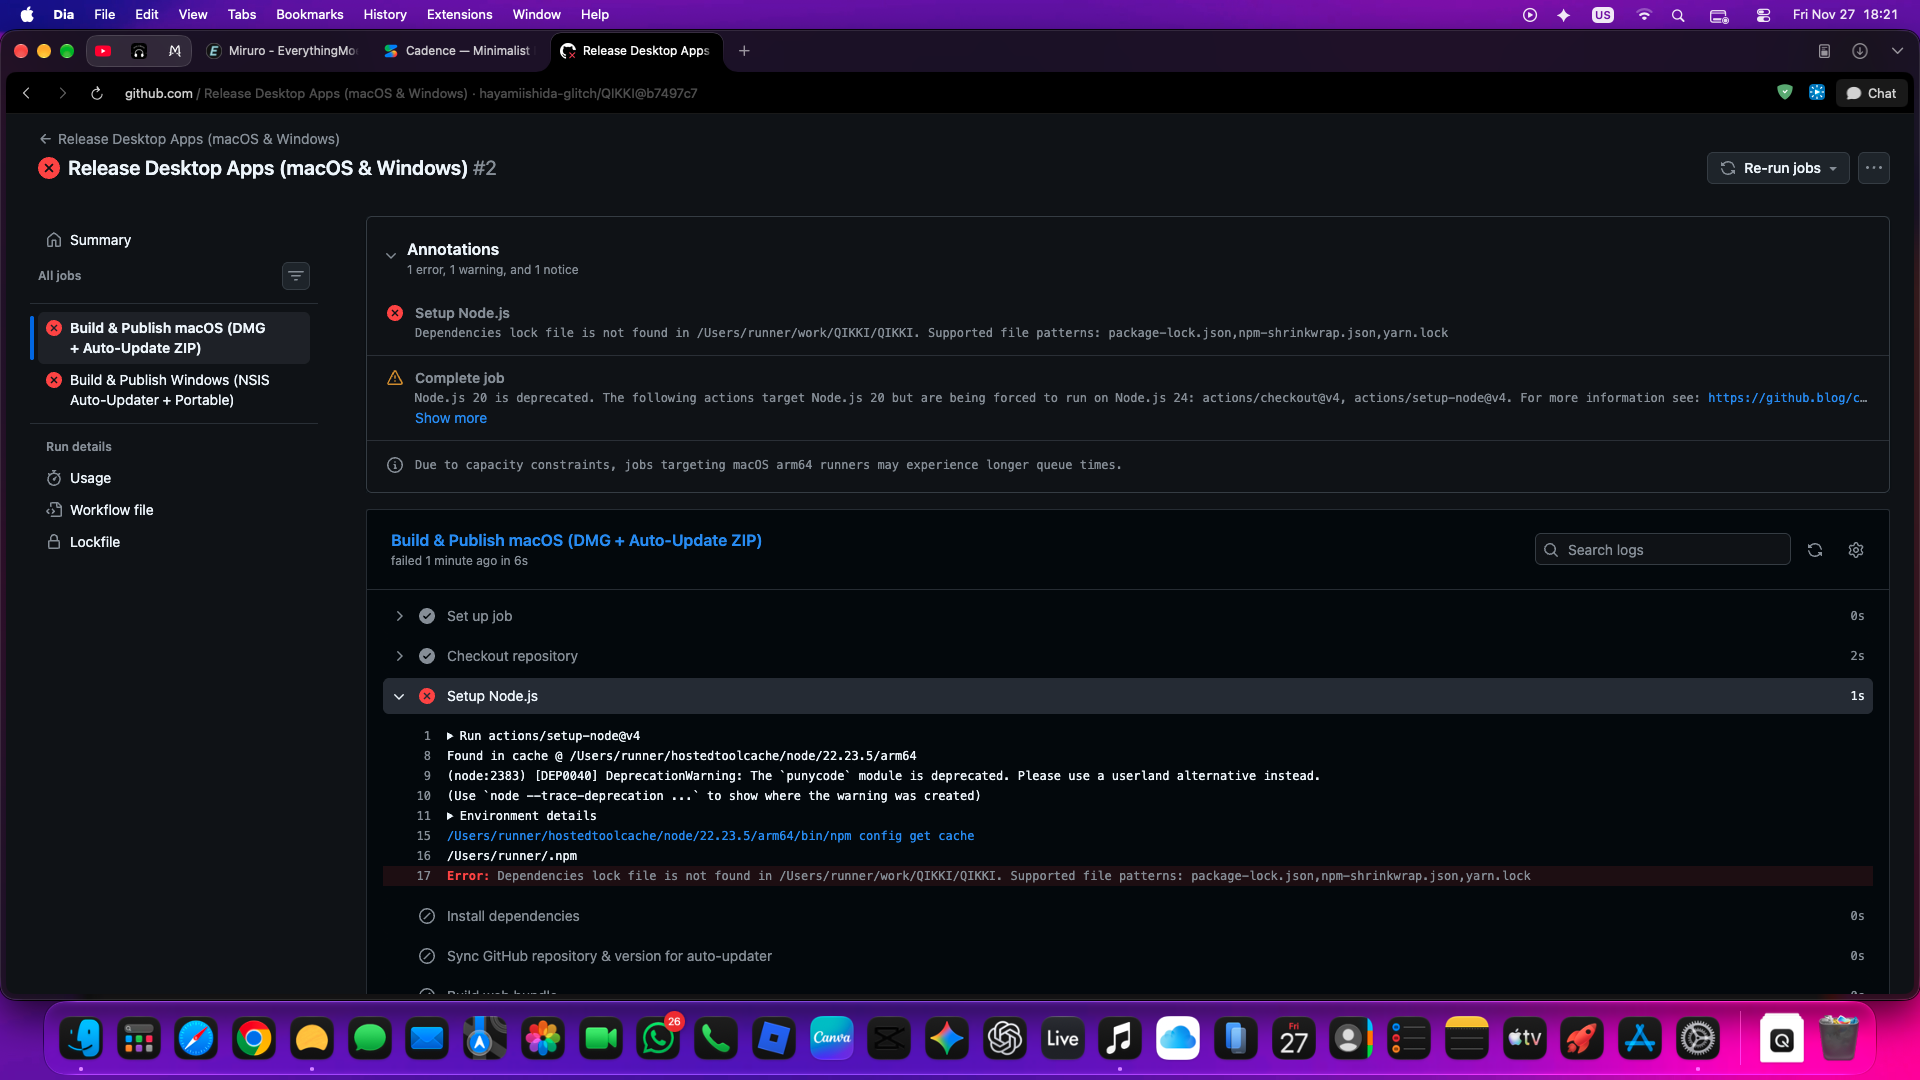 Dia File Edit View Tabs Bookmarks History Extensions Window Help
US
Fri Nov 27 18:21
Miruro - EverythingMo
Cadence — Minimalist
Release Desktop Apps
github.com / Release Desktop Apps (macOS & Windows) · hayamiishida-glitch/QIKKI@b7497c7
Chat
← Release Desktop Apps (macOS & Windows)
Release Desktop Apps (macOS & Windows) #2
Re-run jobs
Summary
All jobs
Build & Publish macOS (DMG
+ Auto-Update ZIP)
Build & Publish Windows (NSIS
Auto-Updater + Portable)
Run details
Usage
Workflow file
Lockfile
Annotations
1 error, 1 warning, and 1 notice
Setup Node.js
Dependencies lock file is not found in /Users/runner/work/QIKKI/QIKKI. Supported file patterns: package-lock.json,npm-shrinkwrap.json,yarn.lock
Complete job
Node.js 20 is deprecated. The following actions target Node.js 20 but are being forced to run on Node.js 24: actions/checkout@v4, actions/setup-node@v4. For more information see: https://github.blog/c…
Show more
Due to capacity constraints, jobs targeting macOS arm64 runners may experience longer queue times.
Build & Publish macOS (DMG + Auto-Update ZIP)
failed 1 minute ago in 6s
Search logs
Set up job 0s
Checkout repository 2s
Setup Node.js 1s
1 ▶ Run actions/setup-node@v4
8 Found in cache @ /Users/runner/hostedtoolcache/node/22.23.5/arm64
9 (node:2383) [DEP0040] DeprecationWarning: The `punycode` module is deprecated. Please use a userland alternative instead.
10 (Use `node --trace-deprecation ...` to show where the warning was created)
11 ▶ Environment details
15 /Users/runner/hostedtoolcache/node/22.23.5/arm64/bin/npm config get cache
16 /Users/runner/.npm
17 Error: Dependencies lock file is not found in /Users/runner/work/QIKKI/QIKKI. Supported file patterns: package-lock.json,npm-shrinkwrap.json,yarn.lock
Install dependencies 0s
Sync GitHub repository & version for auto-updater 0s
Build web bundle 0s
26
Canva
Live
Fri
27
tv
Q